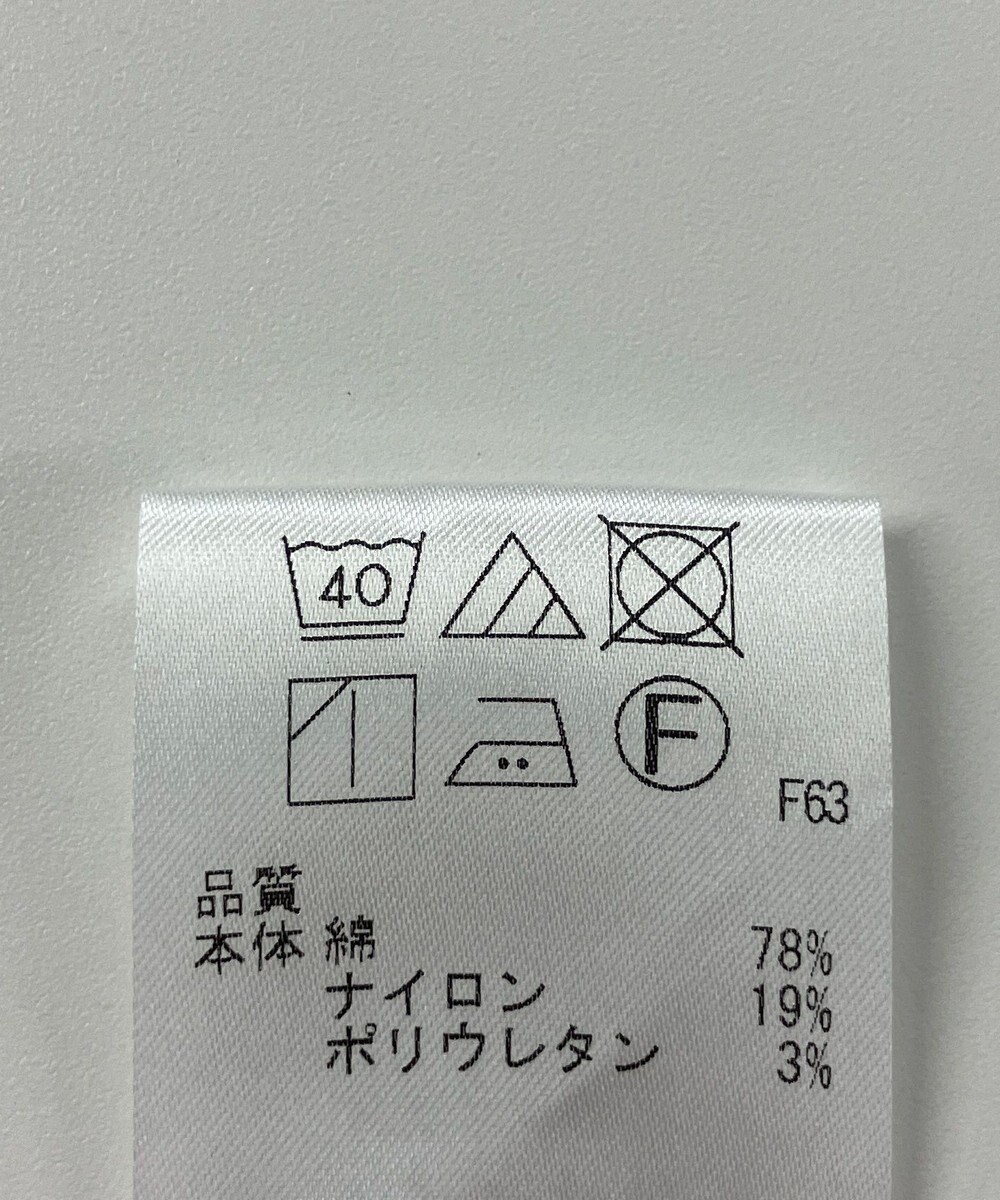 40
F
F63
品質
本体 綿 78%
ナイロン 19%
ポリウレタン 3%